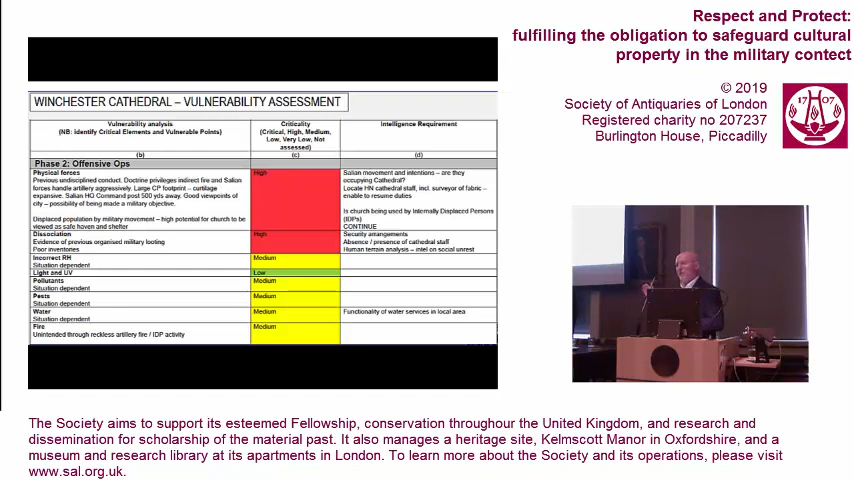 Respect and Protect:
fulfilling the obligation to safeguard cultural
property in the military contect
© 2019
Society of Antiquaries of London
Registered charity no 207237
Burlington House, Piccadilly
17 07
WINCHESTER CATHEDRAL – VULNERABILITY ASSESSMENT
Vulnerability analysis
(NB: identify Critical Elements and Vulnerable Points)
Criticality
(Critical, High, Medium,
Low, Very Low, Not
assessed)
Intelligence Requirement
(b)
(c)
(d)
Phase 2: Offensive Ops
Physical forces
Previous undisciplined conduct. Doctrine privileges indirect fire and Salian
forces handle artillery aggressively. Large CP footprint – curtilage
expansive. Salian HQ Command post 500 yds away. Good viewpoints of
city – possibility of being made a military objective.
Displaced population by military movement – high potential for church to be
viewed as safe haven and shelter
High
Salian movement and intentions – are they
occupying Cathedral?
Locate HN cathedral staff, incl. surveyor of fabric –
enable to resume duties
Is church being used by Internally Displaced Persons
(IDPs)
CONTINUE
Dissociation
Evidence of previous organised military looting
Poor inventories
High
Security arrangements
Absence / presence of cathedral staff
Human terrain analysis – intel on social unrest
Incorrect RH
Situation dependent
Medium
Light and UV
Low
Pollutants
Situation dependent
Medium
Pests
Situation dependent
Medium
Water
Situation dependent
Medium
Functionality of water services in local area
Fire
Unintended through reckless artillery fire / IDP activity
Medium
The Society aims to support its esteemed Fellowship, conservation throughout the United Kingdom, and research and
dissemination for scholarship of the material past. It also manages a heritage site, Kelmscott Manor in Oxfordshire, and a
museum and research library at its apartments in London. To learn more about the Society and its operations, please visit
www.sal.org.uk.